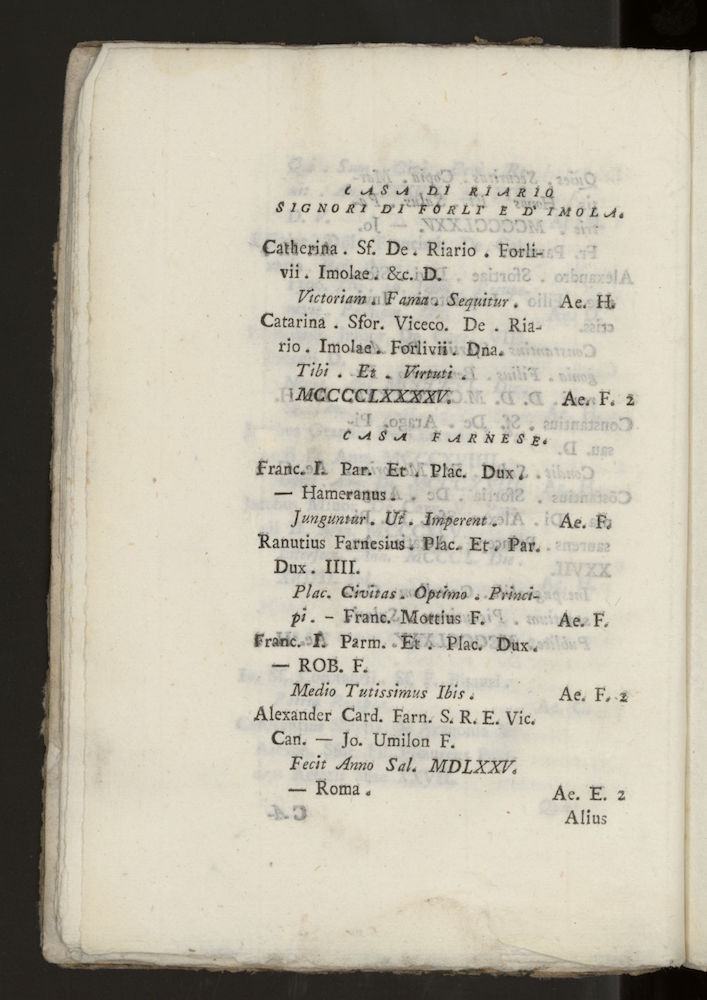 CASA DI RIARIO
SIGNORI DI FORLI E D' IMOLA.
Catherina . Sf. De . Riario . Forli-
vii . Imolae . &c. D.
Victoriam . Fama . Sequitur . Ae. H.
Catarina . Sfor. Viceco. De . Ria-
rio . Imolae . Forlivii . Dna.
Tibi . Et . Virtuti .
MCCCCLXXXXV. Ae. F. 2
CASA FARNESE.
Franc. I. Par. Et . Plac. Dux .
— Hameranus .
Junguntur . Ut . Imperent . Ae. F.
Ranutius Farnesius . Plac. Et . Par.
Dux . IIII.
Plac. Civitas . Optimo . Princi-
pi . - Franc. Mottius F. Ae. F.
Franc. I. Parm. Et . Plac. Dux .
— ROB. F.
Medio Tutissimus Ibis . Ae. F. 2
Alexander Card. Farn. S. R. E. Vic.
Can. — Jo. Umilon F.
Fecit Anno Sal. MDLXXV.
— Roma . Ae. E. 2
Alius